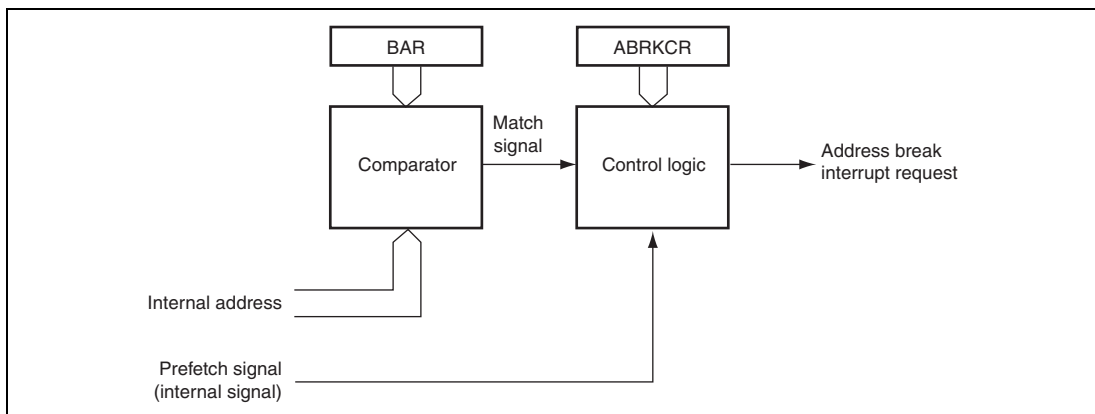 BAR
ABRKCR
Comparator
Match
signal
Control logic
Address break
interrupt request
Internal address
Prefetch signal
(internal signal)